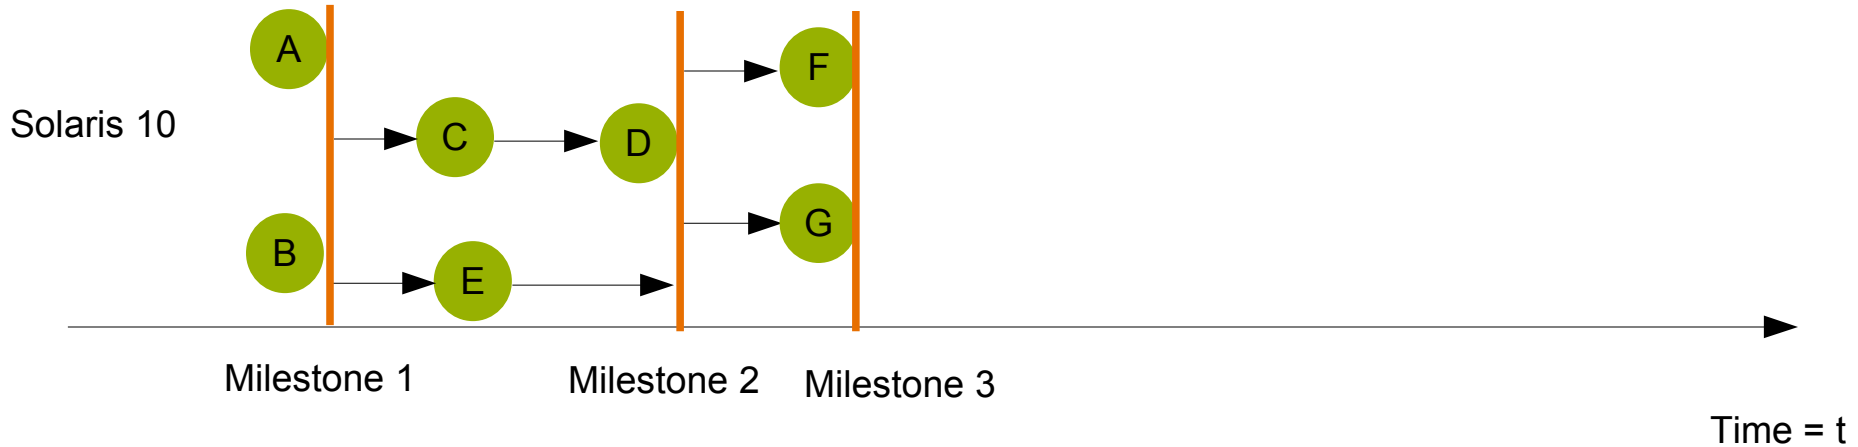 A
F
Solaris 10
C
D
B
G
E
Milestone 1
Milestone 2
Milestone 3
Time = t